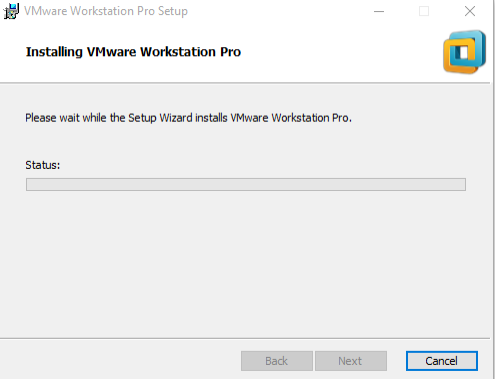 VMware Workstation Pro Setup
Installing VMware Workstation Pro
Please wait while the Setup Wizard installs VMware Workstation Pro.
Status:
Back Next Cancel